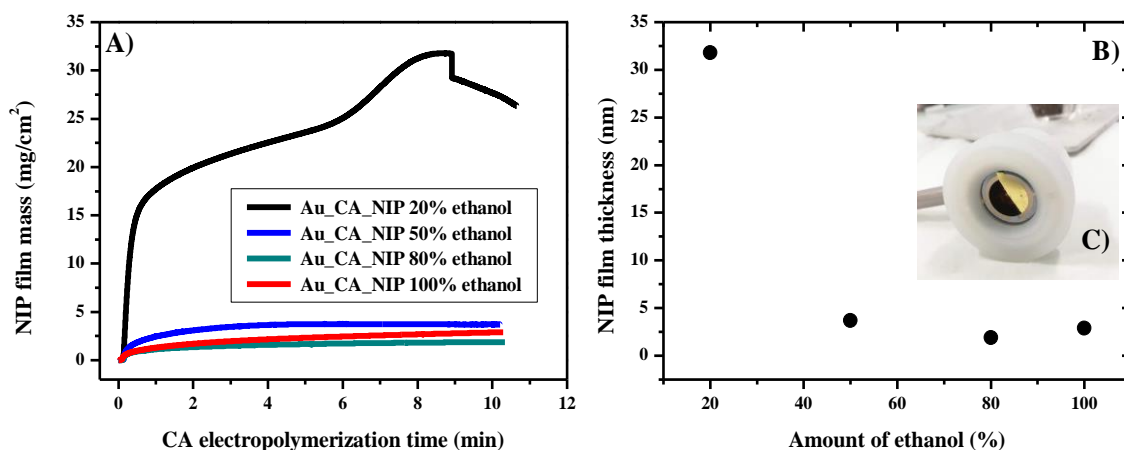 A)
NIP film mass (mg/cm²)
35
30
25
20
15
10
5
0
Au_CA_NIP 20% ethanol
Au_CA_NIP 50% ethanol
Au_CA_NIP 80% ethanol
Au_CA_NIP 100% ethanol
0 2 4 6 8 10 12
CA electropolymerization time (min)
B)
NIP film thickness (nm)
35
30
25
20
15
10
5
0
C)
20 40 60 80 100
Amount of ethanol (%)